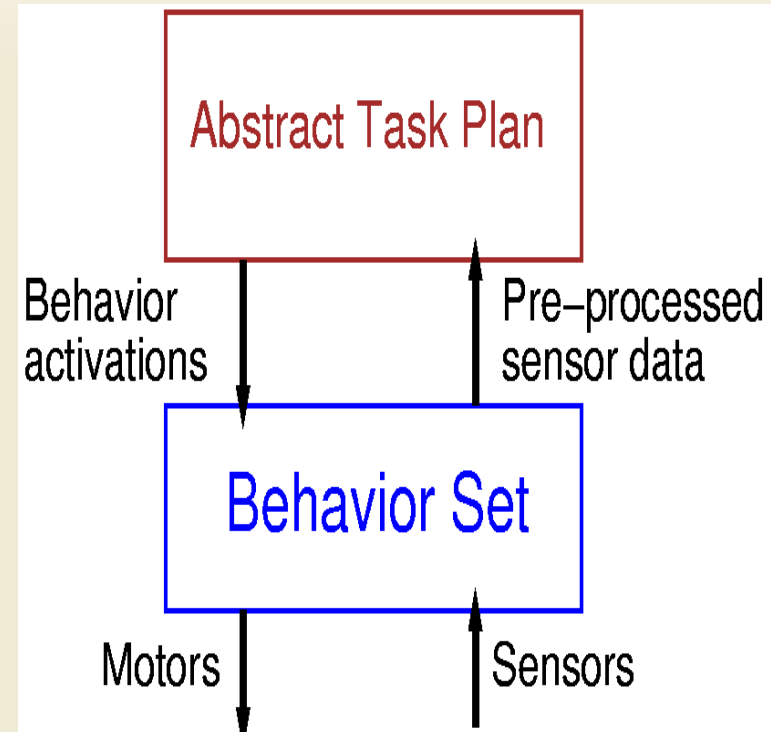 Abstract Task Plan
Behavior
activations
Pre–processed
sensor data
Behavior Set
Motors
Sensors